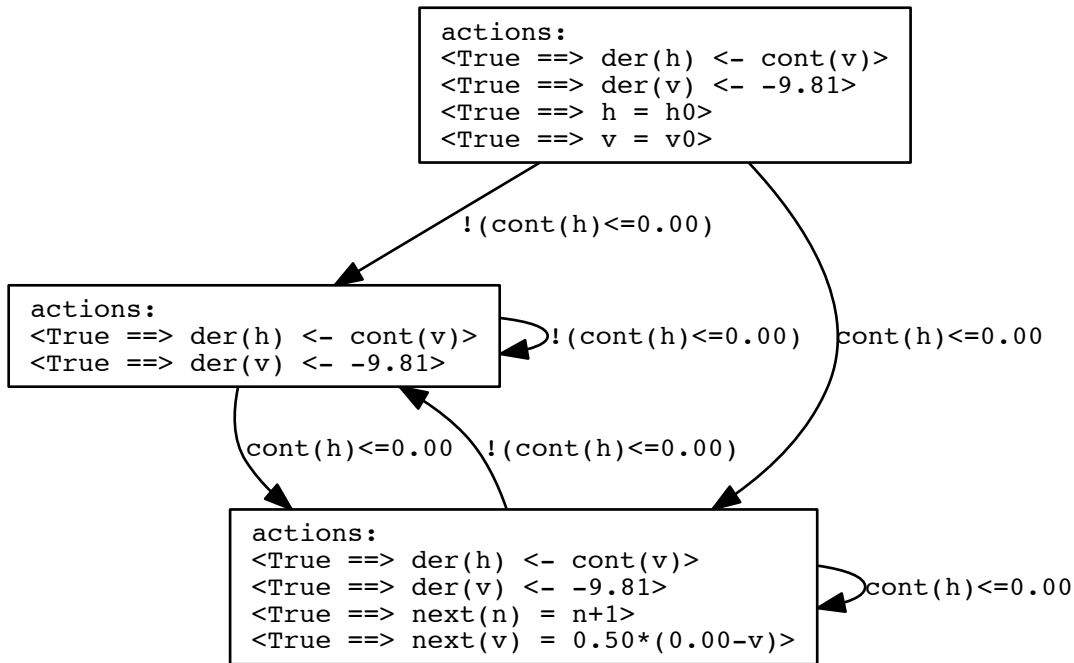 actions:
<True ==> der(h) <- cont(v)>
<True ==> der(v) <- -9.81>
<True ==> h = h0>
<True ==> v = v0>
!(cont(h)<=0.00)
actions:
<True ==> der(h) <- cont(v)>
<True ==> der(v) <- -9.81>
!(cont(h)<=0.00)
cont(h)<=0.00
cont(h)<=0.00
!(cont(h)<=0.00)
actions:
<True ==> der(h) <- cont(v)>
<True ==> der(v) <- -9.81>
<True ==> next(n) = n+1>
<True ==> next(v) = 0.50*(0.00-v)>
cont(h)<=0.00